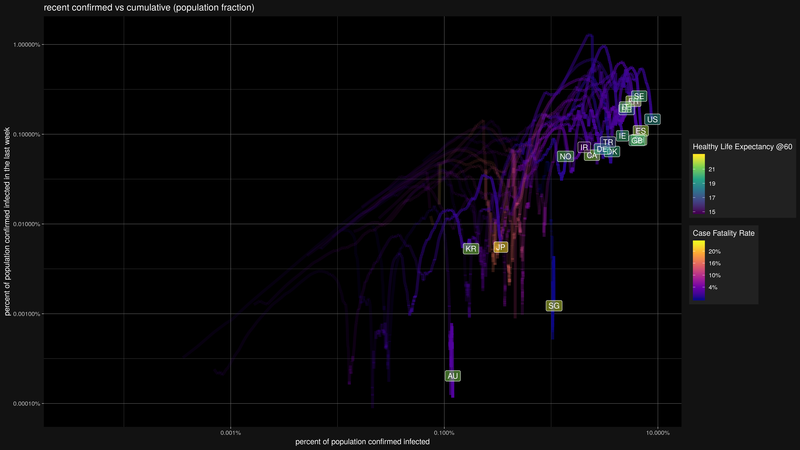 recent confirmed vs cumulative (population fraction)
1.00000%
0.10000%
0.01000%
0.00100%
0.00010%
percent of population confirmed infected in the last week
SE
US
ES
GB
IE
TR
DK
IR
CA
NO
KR
JP
SG
AU
0.001%
0.100%
10.000%
percent of population confirmed infected
Healthy Life Expectancy @60
21
19
17
15
Case Fatality Rate
20%
16%
10%
4%